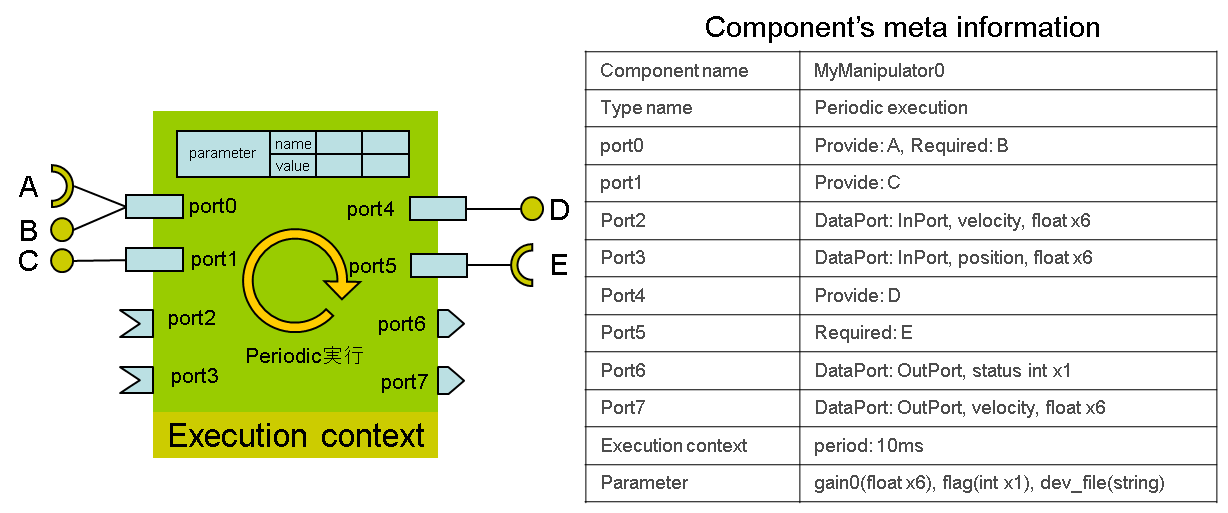 Component's meta information
Component name MyManipulator0
Type name Periodic execution
port0 Provide: A, Required: B
port1 Provide: C
Port2 DataPort: InPort, velocity, float x6
Port3 DataPort: InPort, position, float x6
Port4 Provide: D
Port5 Required: E
Port6 DataPort: OutPort, status int x1
Port7 DataPort: OutPort, velocity, float x6
Execution context period: 10ms
Parameter gain0(float x6), flag(int x1), dev_file(string)
parameter name
value
A
B
C
port0
port1
port2
port3
port4
port5
port6
port7
D
E
Periodic実行
Execution context